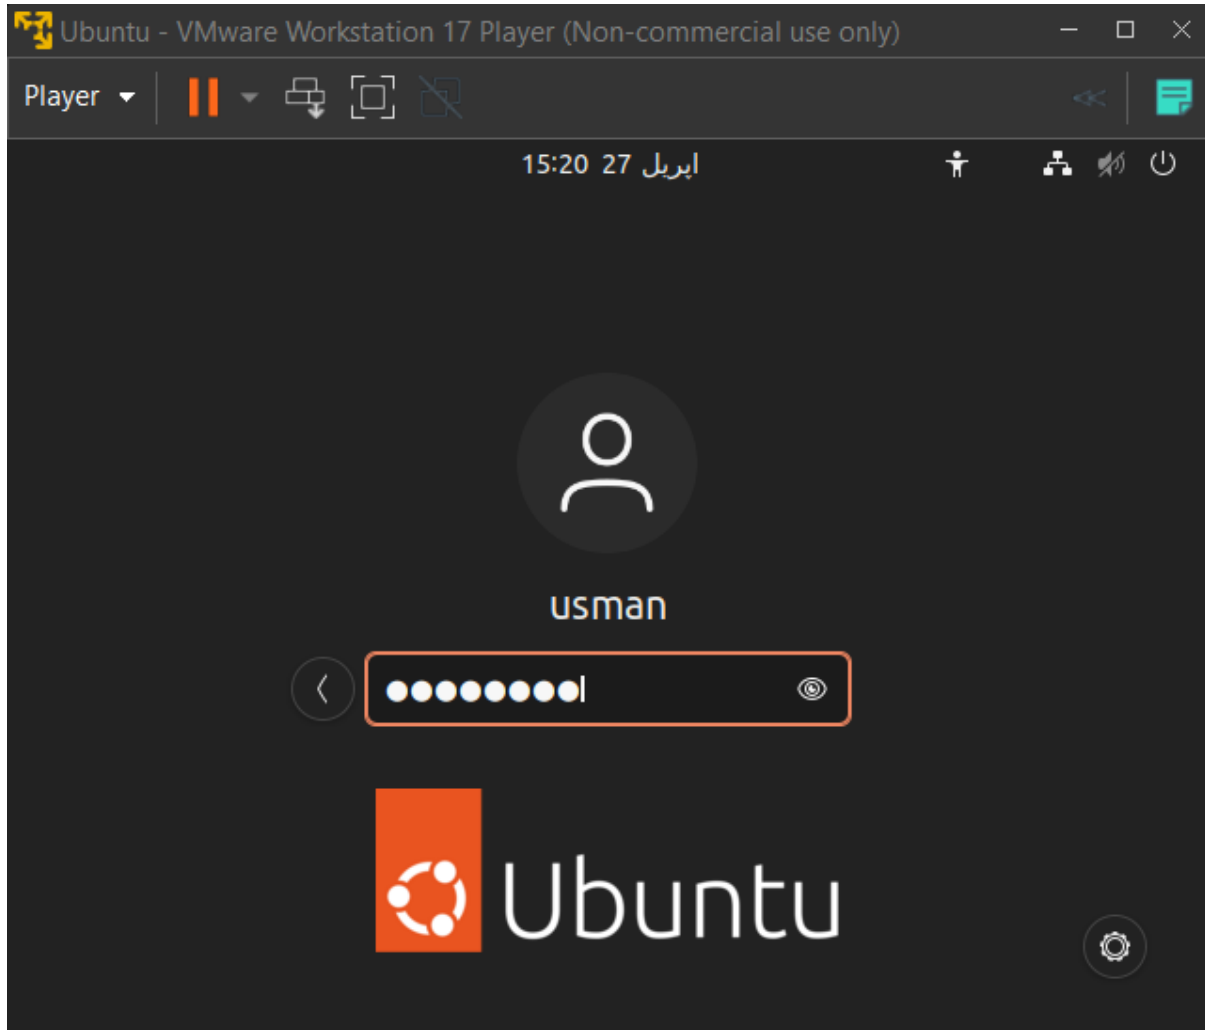 Ubuntu - VMware Workstation 17 Player (Non-commercial use only)
Player
اپریل 27 15:20
usman
Ubuntu